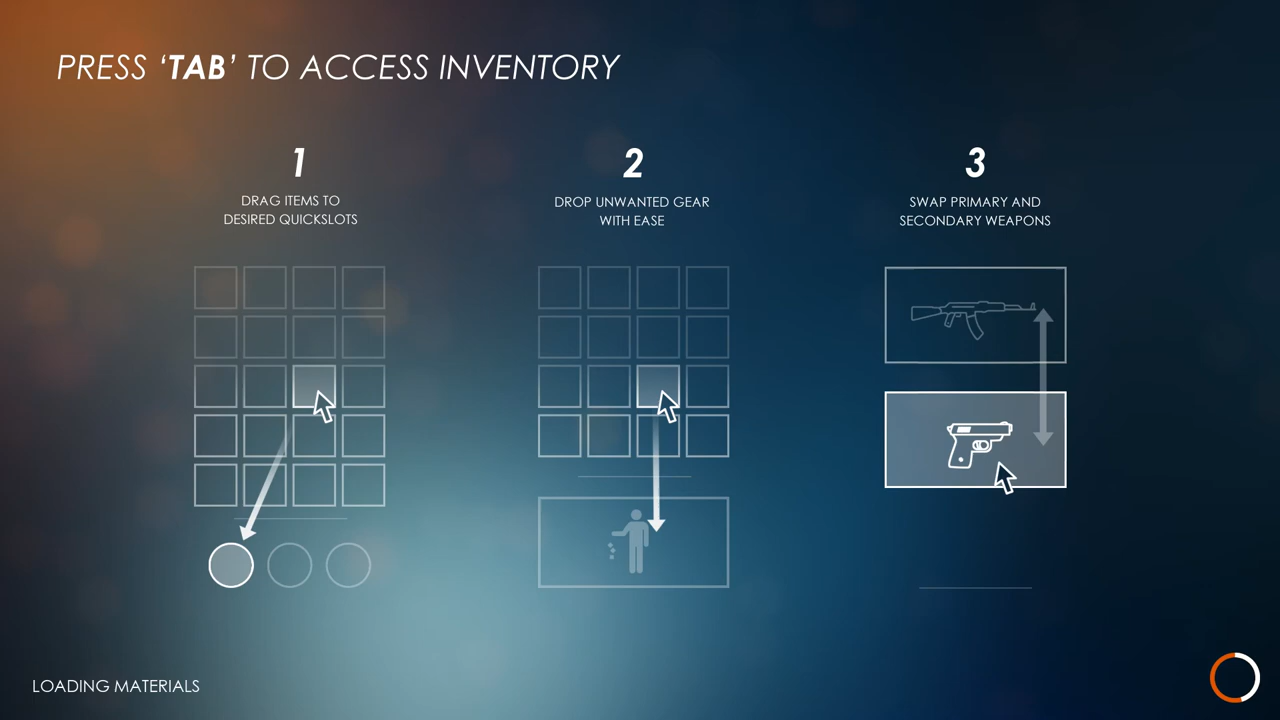 PRESS ‘TAB’ TO ACCESS INVENTORY
1
DRAG ITEMS TO
DESIRED QUICKSLOTS
2
DROP UNWANTED GEAR
WITH EASE
3
SWAP PRIMARY AND
SECONDARY WEAPONS
LOADING MATERIALS